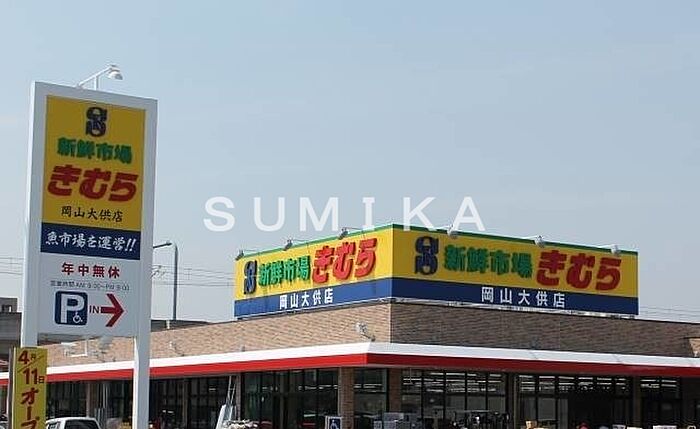 S
新鮮市場
きむら
岡山大供店
魚市場を運営!!
年中無休
営業時間 AM 9:00〜PM 9:00
P IN
4/11オープ
SUMIKA
S 新鮮市場きむら
岡山大供店
S 新鮮市場きむら
岡山大供店